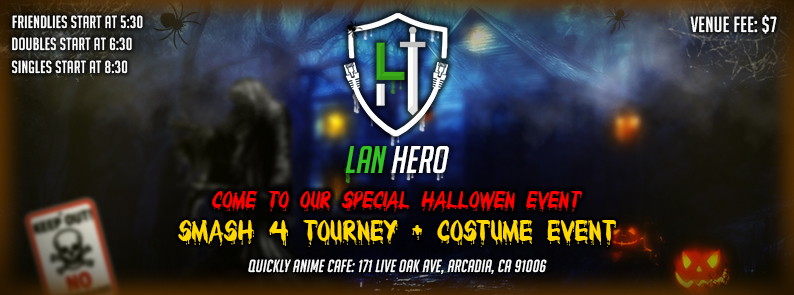 FRIENDLIES START AT 5:30
DOUBLES START AT 6:30
SINGLES START AT 8:30
VENUE FEE: $7
LAN HERO
COME TO OUR SPECIAL HALLOWEN EVENT
SMASH 4 TOURNEY + COSTUME EVENT
QUICKLY ANIME CAFE: 171 LIVE OAK AVE, ARCADIA, CA 91006
KEEP OUT!
NO